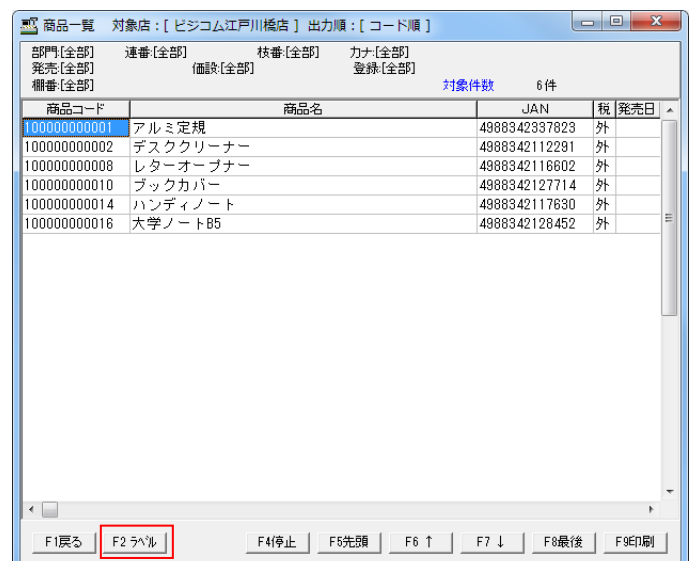 商品一覧 対象店：[ ビジコム江戸川橋店 ] 出力順：[ コード順 ]
部門:[全部] 連番:[全部] 枝番:[全部] カナ:[全部]
発売:[全部] 価設:[全部] 登録:[全部]
棚番:[全部] 対象件数 6件
商品コード 商品名 JAN 税 発売日
100000000001 アルミ定規 4988342337823 外
100000000002 デスククリーナー 4988342112291 外
100000000008 レターオープナー 4988342116602 外
100000000010 ブックカバー 4988342127714 外
100000000014 ハンディノート 4988342117630 外
100000000016 大学ノートB5 4988342128452 外
F1戻る F2 ﾗﾍﾞﾙ F4停止 F5先頭 F6 ↑ F7 ↓ F8最後 F9印刷